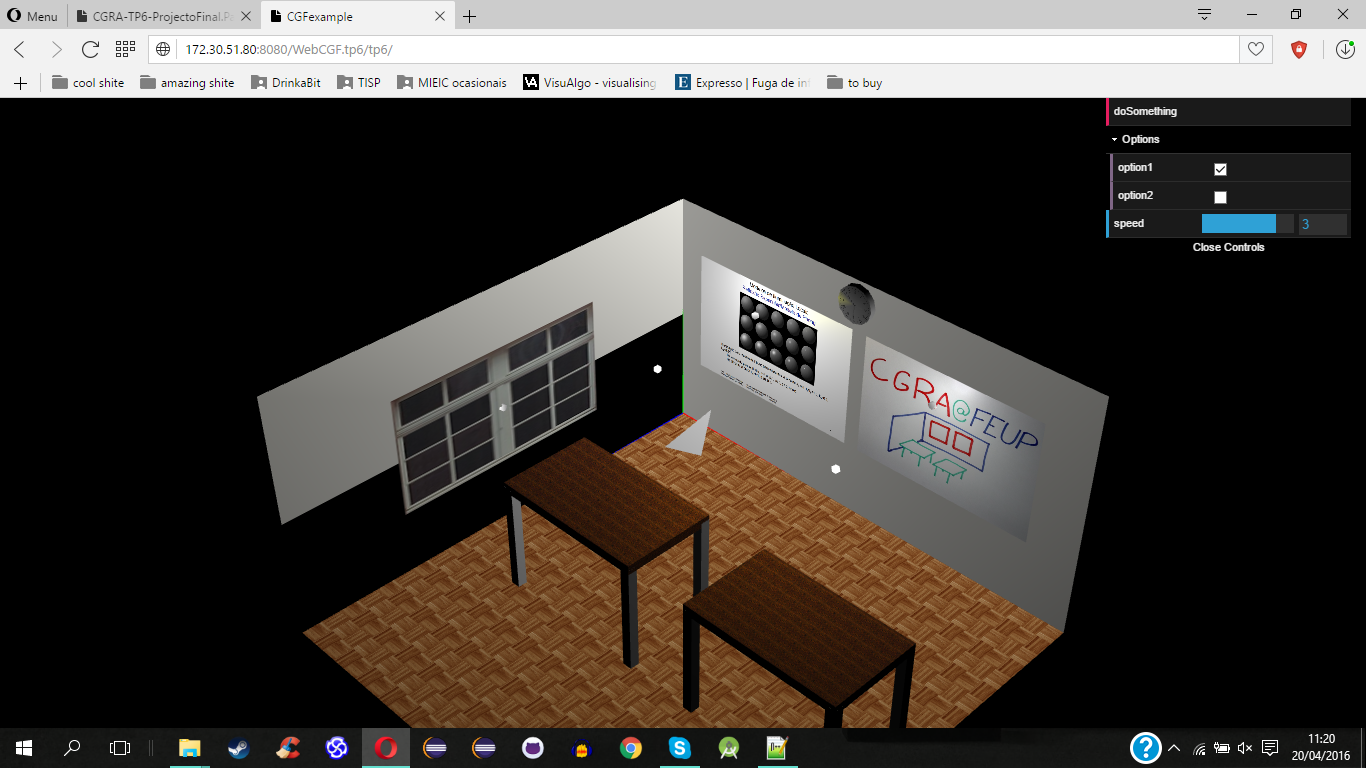 Menu
CGRA-TP6-ProjectoFinal.P
CGFexample
172.30.51.80:8080/WebCGF.tp6/tp6/
cool shite
amazing shite
DrinkaBit
TISP
MIEIC ocasionais
VA
VisuAlgo - visualising
E
Expresso | Fuga de in
to buy
doSomething
Options
option1
option2
speed
3
Close Controls
CGRA@FEUP
11:20
20/04/2016